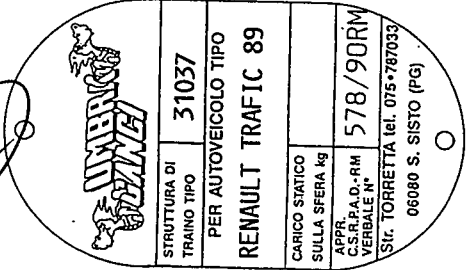 UMBRA
GANCI
STRUTTURA DI
TRAINO TIPO
31037
PER AUTOVEICOLO TIPO
RENAULT TRAFIC 89
CARICO STATICO
SULLA SFERA kg
APPR.
C.S.R.P.A.D.-RM
VERBALE N°
578/90RM
Str. TORRETTA tel. 075•787033
06080 S. SISTO (PG)